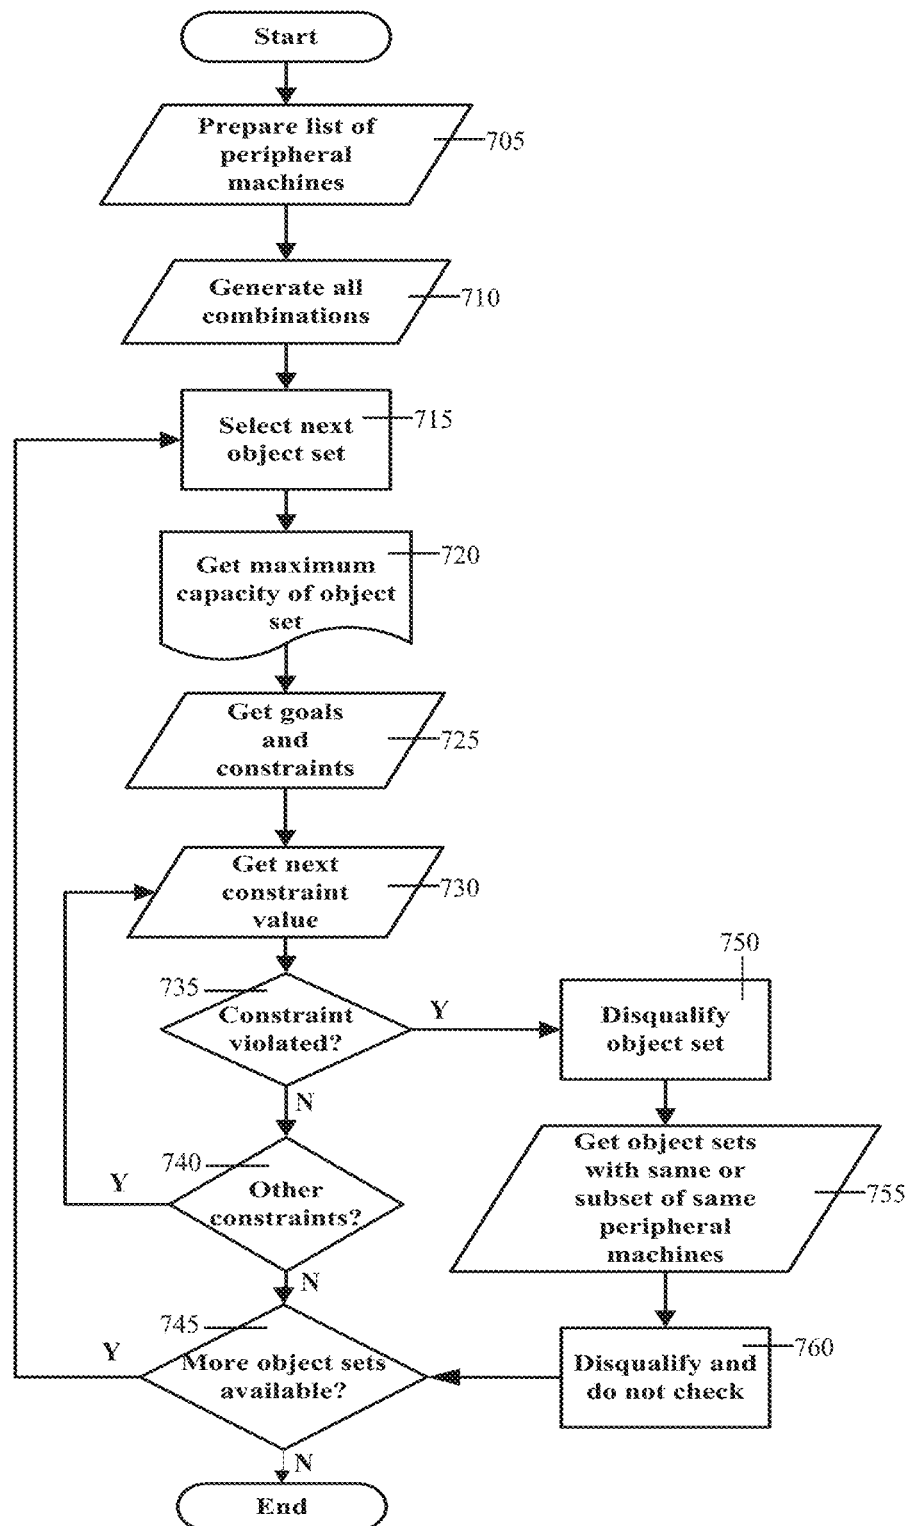 Start
Prepare list of
peripheral
machines
705
Generate all
combinations
710
Select next
object set
715
Get maximum
capacity of object
set
720
Get goals
and
constraints
725
Get next
constraint
value
730
735
Constraint
violated?
Y
N
750
Disqualify
object set
740
Other
constraints?
Y
N
Get object sets
with same or
subset of same
peripheral
machines
755
745
More object sets
available?
Y
N
Disqualify and
do not check
760
End